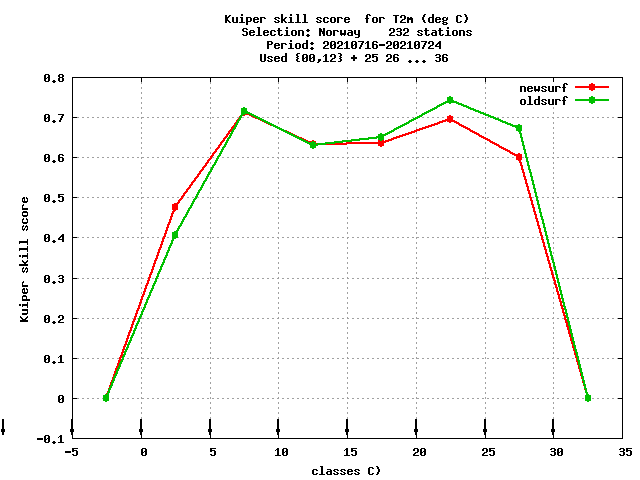 Kuiper skill score  for T2m (deg C)
Selection: Norway    232 stations
Period: 20210716-20210724
Used {00,12} + 25 26 ... 36
newsurf
oldsurf
0.8
0.7
0.6
0.5
0.4
0.3
0.2
0.1
0
-0.1
Kuiper skill score
-5 0 5 10 15 20 25 30 35
classes C)